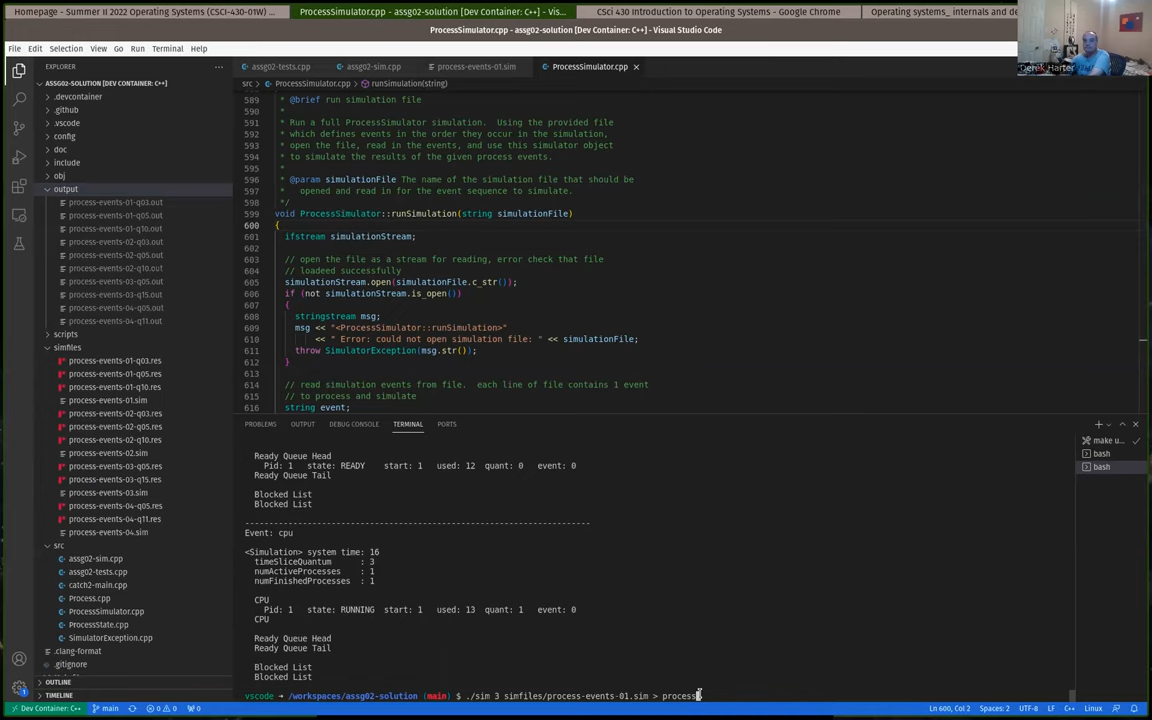 Homepage - Summer II 2022 Operating Systems (CSCI-430-01W) ...
ProcessSimulator.cpp - assg02-solution [Dev Container: C++] - Vis...
CSci 430 Introduction to Operating Systems - Google Chrome
Operating systems_ internals and de
ProcessSimulator.cpp - assg02-solution [Dev Container: C++] - Visual Studio Code
File Edit Selection View Go Run Terminal Help
Derek Harter
EXPLORER ...
assg02-tests.cpp
assg02-sim.cpp
process-events-01.sim
ProcessSimulator.cpp ×
ASSG02-SOLUTION [DEV CONTAINER: C++]
src > ProcessSimulator.cpp > runSimulation(string)
.devcontainer
.github
.vscode
config
doc
include
obj
output
process-events-01-q03.out
process-events-01-q05.out
process-events-01-q10.out
process-events-02-q03.out
process-events-02-q05.out
process-events-02-q10.out
process-events-03-q05.out
process-events-03-q15.out
process-events-04-q05.out
process-events-04-q11.out
scripts
simfiles
process-events-01-q03.res
process-events-01-q05.res
process-events-01-q10.res
process-events-01.sim
process-events-02-q03.res
process-events-02-q05.res
process-events-02-q10.res
process-events-02.sim
process-events-03-q05.res
process-events-03-q15.res
process-events-03.sim
process-events-04-q05.res
process-events-04-q11.res
process-events-04.sim
src
assg02-sim.cpp
assg02-tests.cpp
catch2-main.cpp
Process.cpp
ProcessSimulator.cpp
ProcessState.cpp
SimulatorException.cpp
.clang-format
.gitignore
OUTLINE
TIMELINE
589 * @brief run simulation file
590 *
591 * Run a full ProcessSimulator simulation. Using the provided file
592 * which defines events in the order they occur in the simulation,
593 * open the file, read in the events, and use this simulator object
594 * to simulate the results of the given process events.
595 *
596 * @param simulationFile The name of the simulation file that should be
597 * opened and read in for the event sequence to simulate.
598 */
599 void ProcessSimulator::runSimulation(string simulationFile)
600 {
601 ifstream simulationStream;
602
603 // open the file as a stream for reading, error check that file
604 // loadeed successfully
605 simulationStream.open(simulationFile.c_str());
606 if (not simulationStream.is_open())
607 {
608 stringstream msg;
609 msg << "<ProcessSimulator::runSimulation>"
610 << " Error: could not open simulation file: " << simulationFile;
611 throw SimulatorException(msg.str());
612 }
613
614 // read simulation events from file. each line of file contains 1 event
615 // to process and simulate
616 string event;
PROBLEMS OUTPUT DEBUG CONSOLE TERMINAL PORTS
make u...
bash
bash
Ready Queue Head
Pid: 1 state: READY start: 1 used: 12 quant: 0 event: 0
Ready Queue Tail
Blocked List
Blocked List
------------------------------------------------------------------------
Event: cpu
<Simulation> system time: 16
timeSliceQuantum : 3
numActiveProcesses : 1
numFinishedProcesses : 1
CPU
Pid: 1 state: RUNNING start: 1 used: 13 quant: 1 event: 0
CPU
Ready Queue Head
Ready Queue Tail
Blocked List
Blocked List
vscode → /workspaces/assg02-solution (main) $ ./sim 3 simfiles/process-events-01.sim > process
1
Dev Container: C++ main 0 0 0 Ln 600, Col 2 Spaces: 2 UTF-8 LF C++ Linux